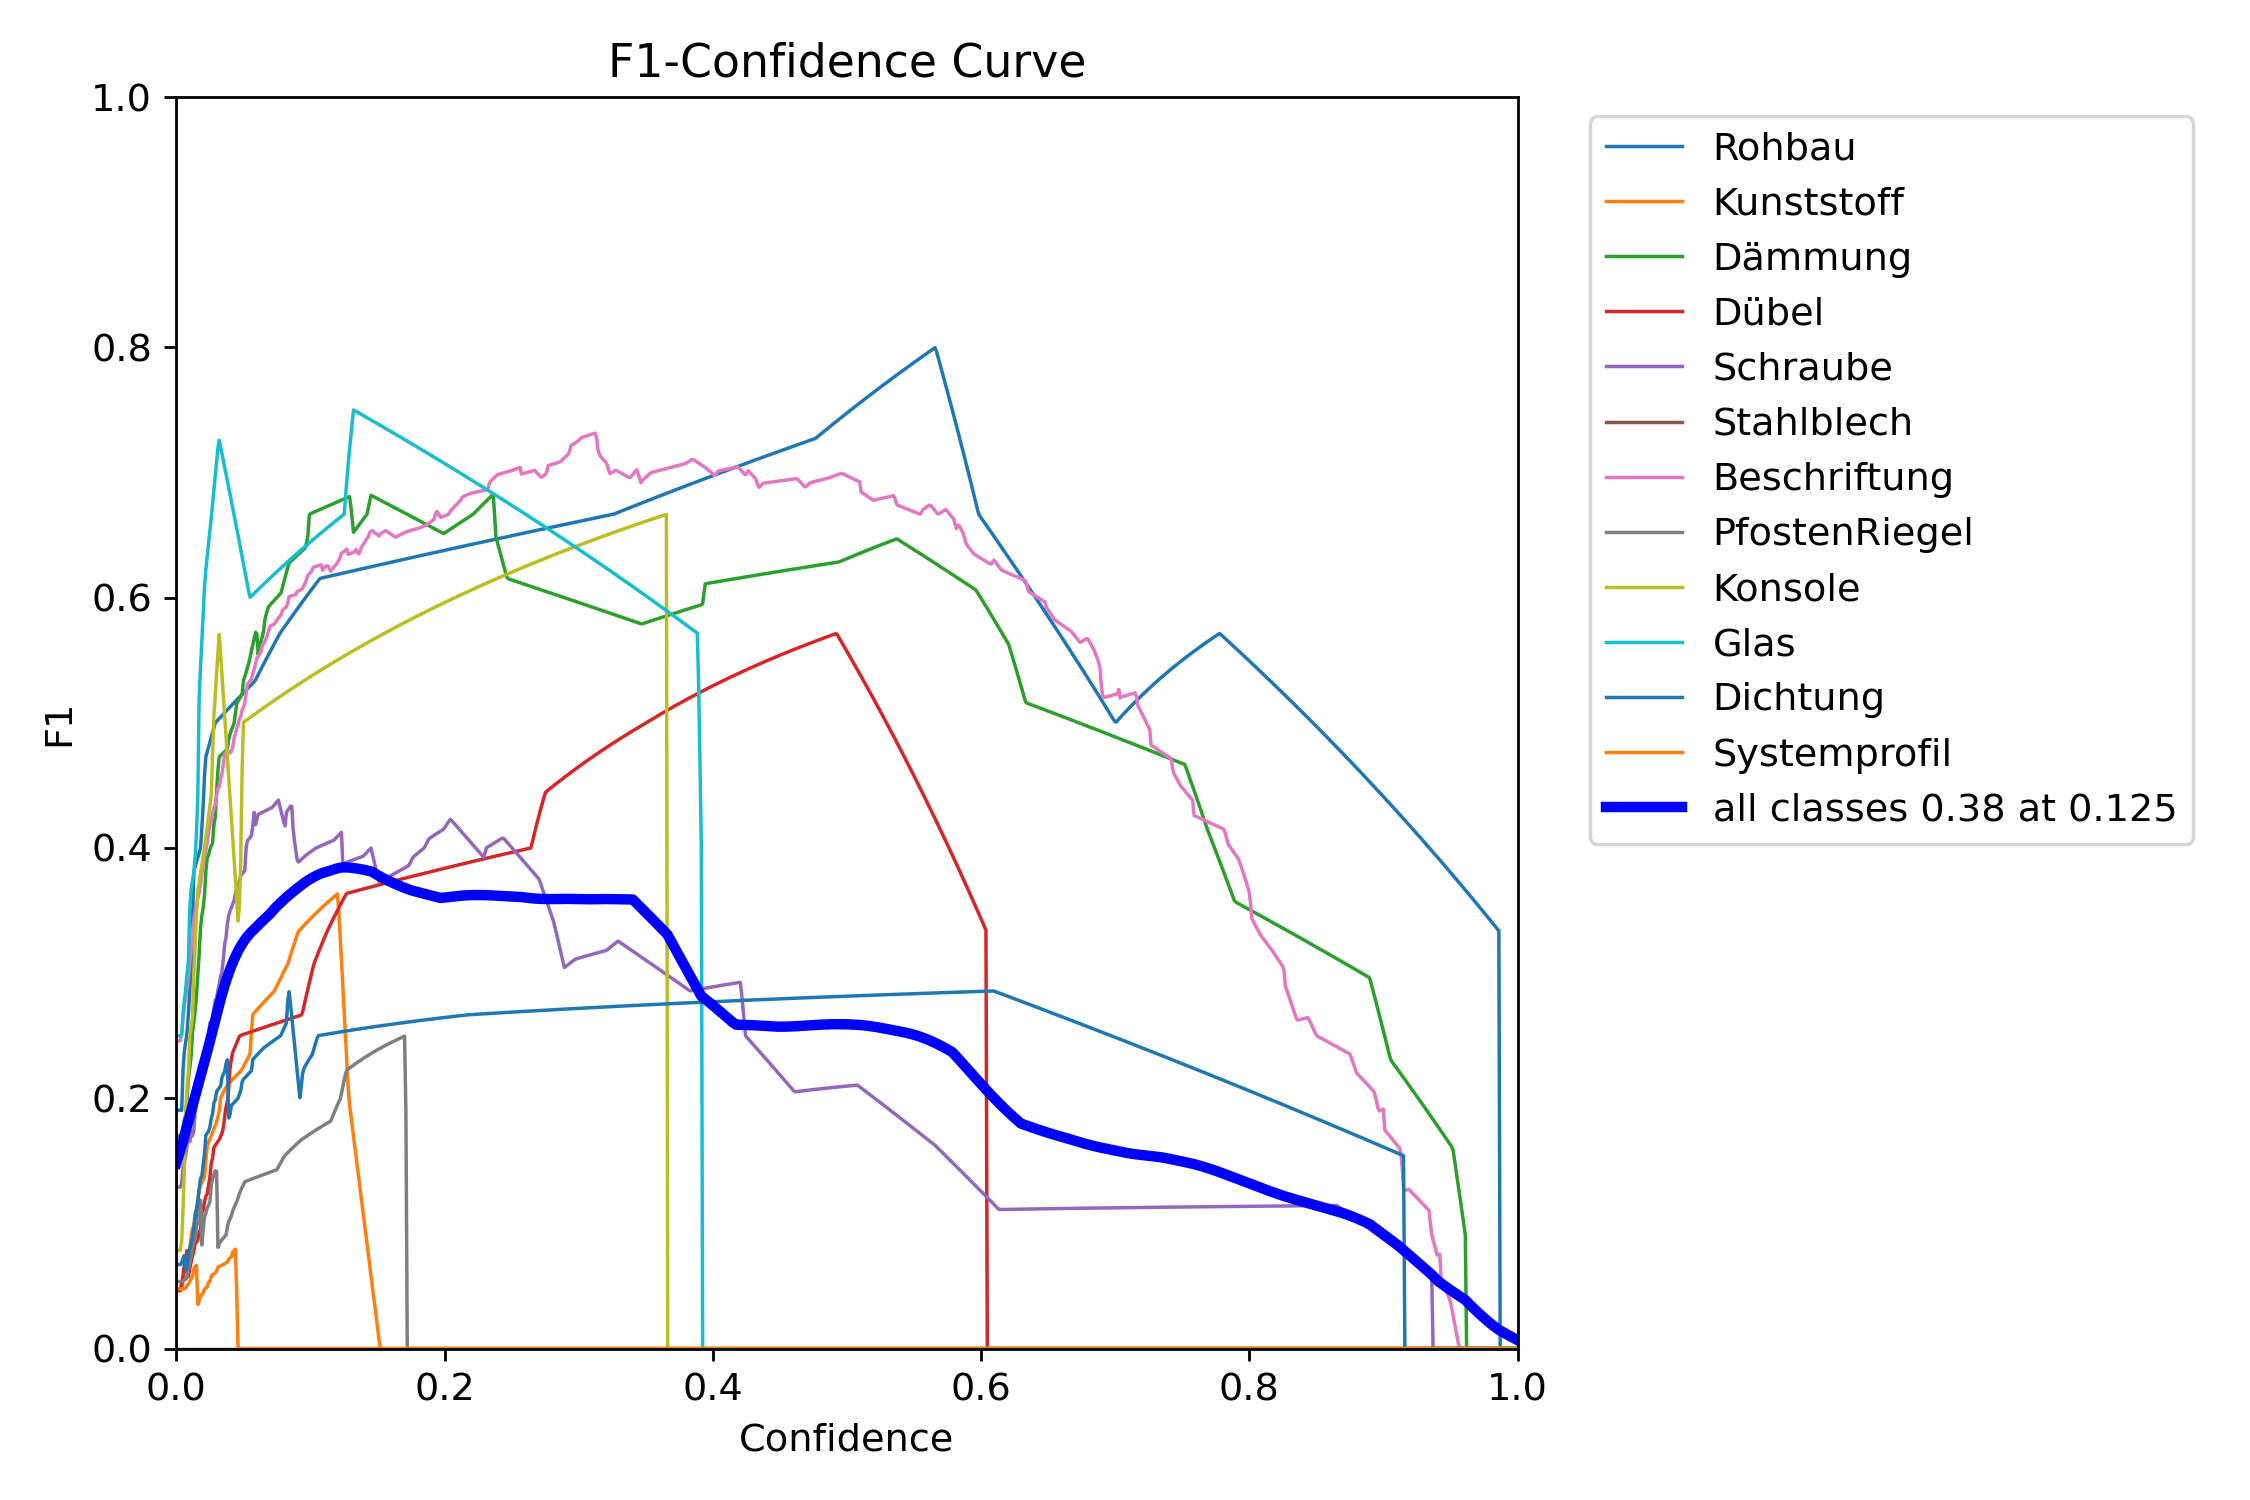 F1-Confidence Curve
1.0
0.8
0.6
0.4
0.2
0.0
F1
0.0 0.2 0.4 0.6 0.8 1.0
Confidence
Rohbau
Kunststoff
Dämmung
Dübel
Schraube
Stahlblech
Beschriftung
PfostenRiegel
Konsole
Glas
Dichtung
Systemprofil
all classes 0.38 at 0.125